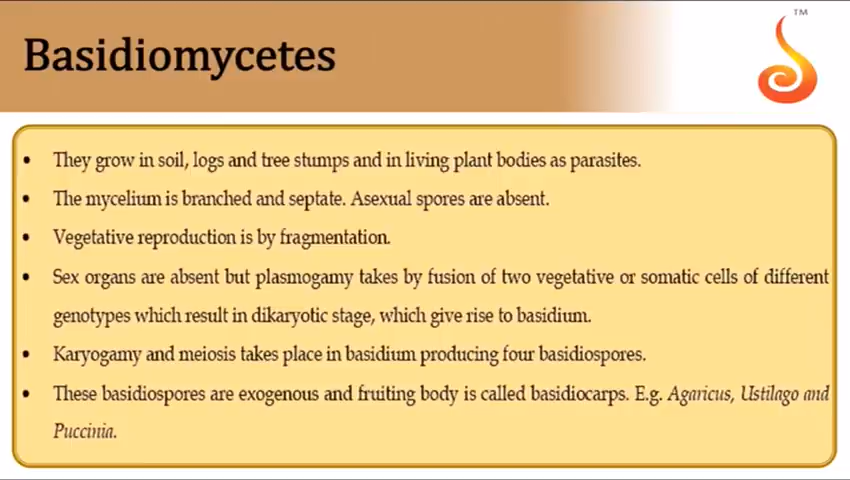 Basidiomycetes
TM
• They grow in soil, logs and tree stumps and in living plant bodies as parasites.
• The mycelium is branched and septate. Asexual spores are absent.
• Vegetative reproduction is by fragmentation.
• Sex organs are absent but plasmogamy takes by fusion of two vegetative or somatic cells of different
genotypes which result in dikaryotic stage, which give rise to basidium.
• Karyogamy and meiosis takes place in basidium producing four basidiospores.
• These basidiospores are exogenous and fruiting body is called basidiocarps. E.g. Agaricus, Ustilago and
Puccinia.